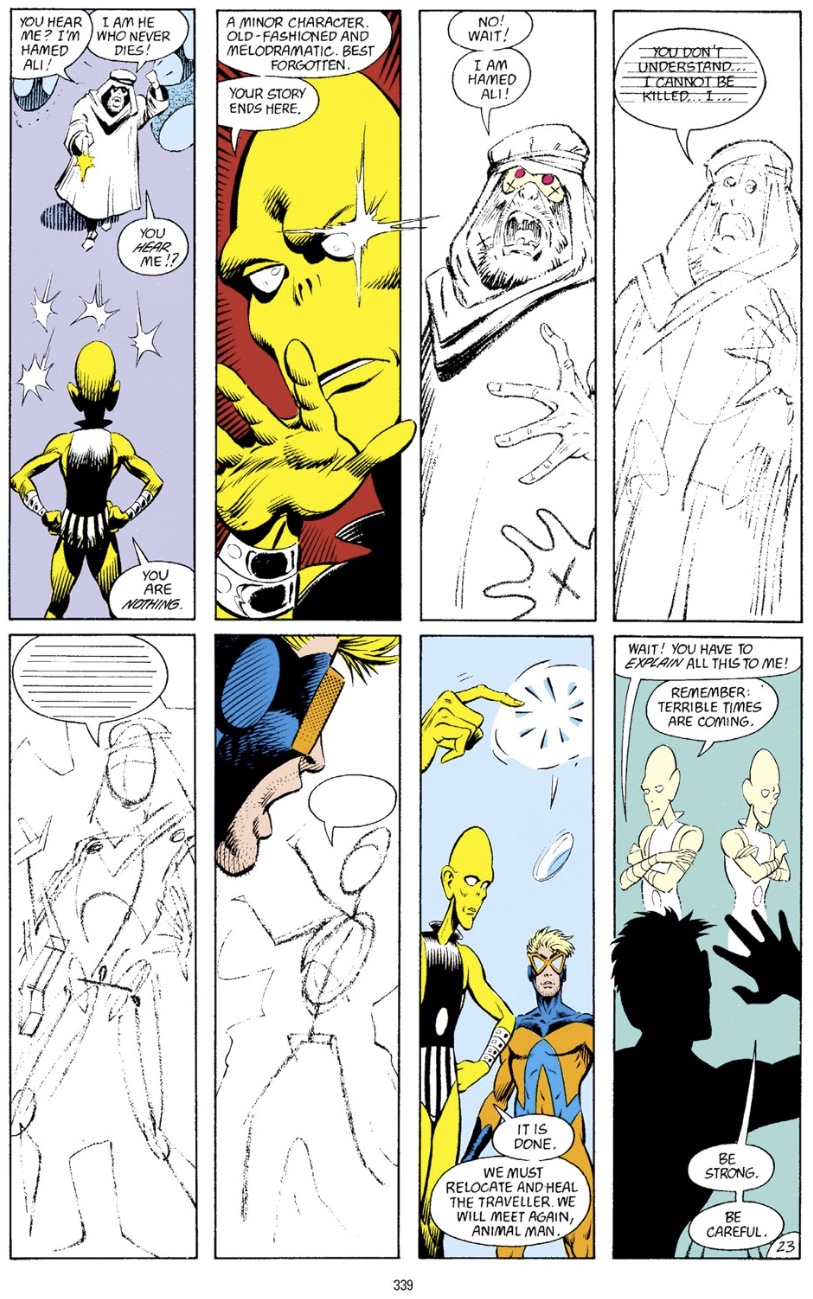 YOU HEAR
ME? I'M
HAMED
ALI!
I AM HE
WHO NEVER
DIES!
YOU
HEAR
ME!?
YOU
ARE
NOTHING.
A MINOR CHARACTER.
OLD-FASHIONED AND
MELODRAMATIC. BEST
FORGOTTEN.
YOUR STORY
ENDS HERE.
NO!
WAIT!
I AM
HAMED
ALI!
YOU DON'T
UNDERSTAND...
I CANNOT BE
KILLED... I...
IT IS
DONE.
WE MUST
RELOCATE AND HEAL
THE TRAVELLER. WE
WILL MEET AGAIN,
ANIMAL MAN.
WAIT! YOU HAVE TO
EXPLAIN ALL THIS TO ME!
REMEMBER:
TERRIBLE TIMES
ARE COMING.
BE
STRONG.
BE
CAREFUL.
23
339